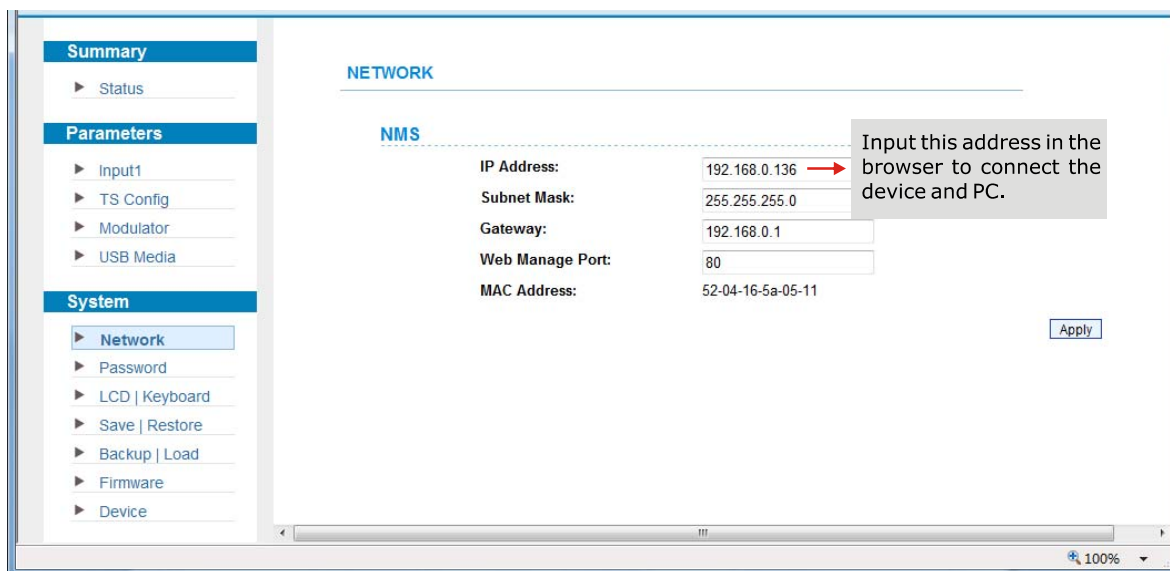 Summary
Status
Parameters
Input1
TS Config
Modulator
USB Media
System
Network
Password
LCD | Keyboard
Save | Restore
Backup | Load
Firmware
Device
NETWORK
NMS
IP Address: 192.168.0.136
Subnet Mask: 255.255.255.0
Gateway: 192.168.0.1
Web Manage Port: 80
MAC Address: 52-04-16-5a-05-11
Input this address in the
browser to connect the
device and PC.
Apply
100%